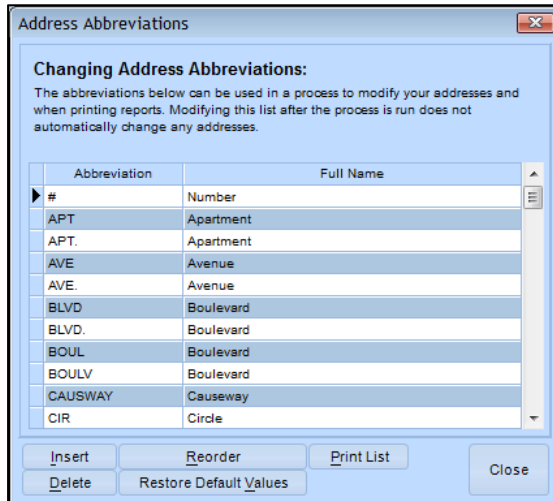 Address Abbreviations
Changing Address Abbreviations:
The abbreviations below can be used in a process to modify your addresses and
when printing reports. Modifying this list after the process is run does not
automatically change any addresses.
Abbreviation Full Name
# Number
APT Apartment
APT. Apartment
AVE Avenue
AVE. Avenue
BLVD Boulevard
BLVD. Boulevard
BOUL Boulevard
BOULV Boulevard
CAUSWAY Causeway
CIR Circle
Insert Reorder Print List
Close
Delete Restore Default Values